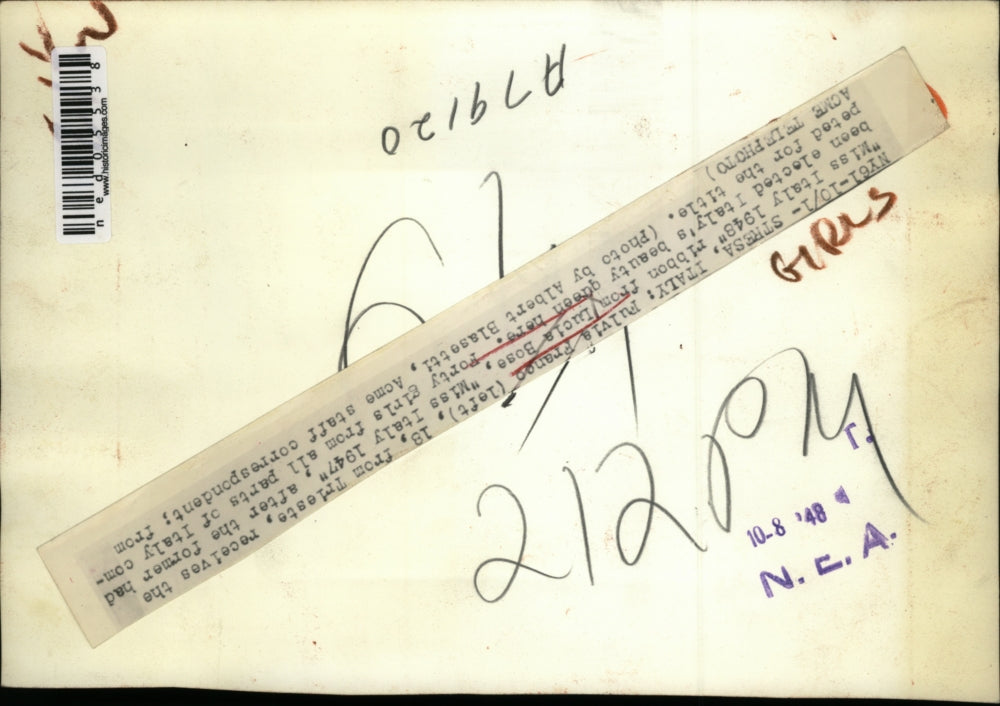 www.historicimages.com
A79120
NY61-10/1- STRESA, ITALY: Fulvia Franco (left), 18, from Trieste, receives the
"Miss Italy 1948" ribbon from Lucia Bose, "Miss Italy 1947" after the former had
been elected Italy's beauty queen here. Forty girls from all parts of Italy com-
peted for the title. (Photo by Albert Blasetti, Acme staff correspondent; from
ACME TELEPHOTO)
GIRLS
212 PM
10-8 '48
N. E. A.